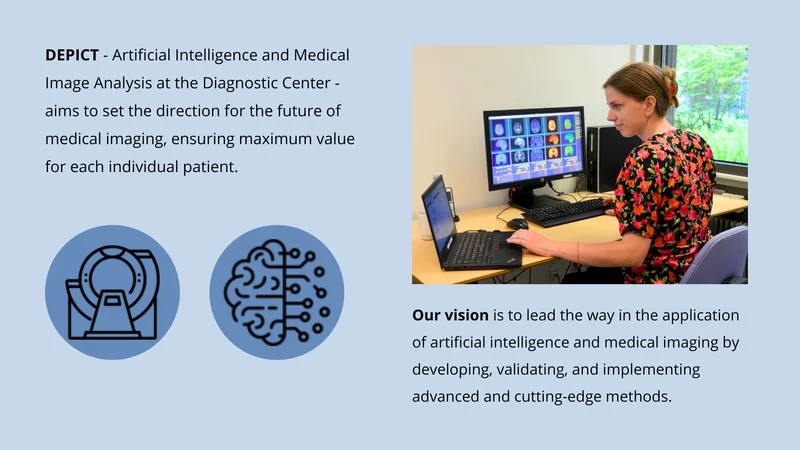 DEPICT - Artificial Intelligence and Medical
Image Analysis at the Diagnostic Center -
aims to set the direction for the future of
medical imaging, ensuring maximum value
for each individual patient.
Our vision is to lead the way in the application
of artificial intelligence and medical imaging by
developing, validating, and implementing
advanced and cutting-edge methods.